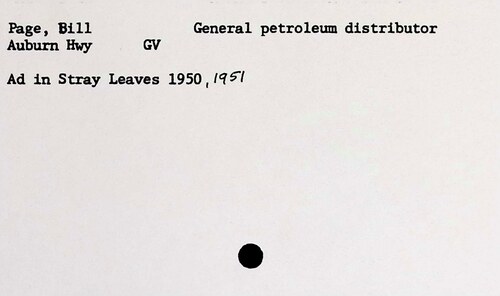 Page, Bill General petroleum distributor
Auburn Hwy GV
Ad in Stray Leaves 1950, 1951